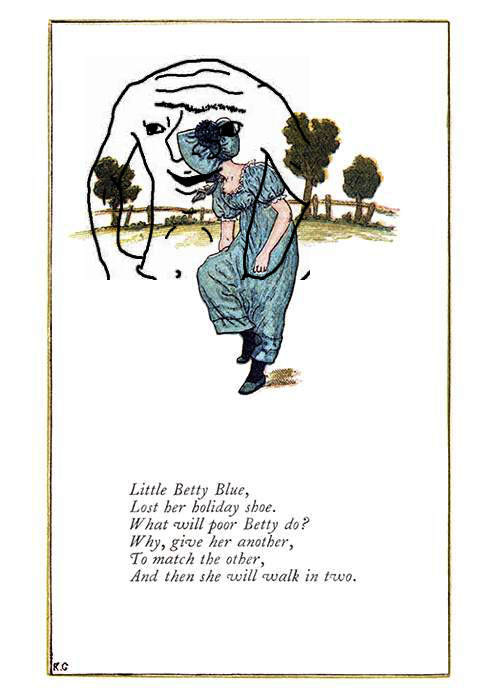 Little Betty Blue,
Lost her holiday shoe.
What will poor Betty do?
Why, give her another,
To match the other,
And then she will walk in two.
K.G